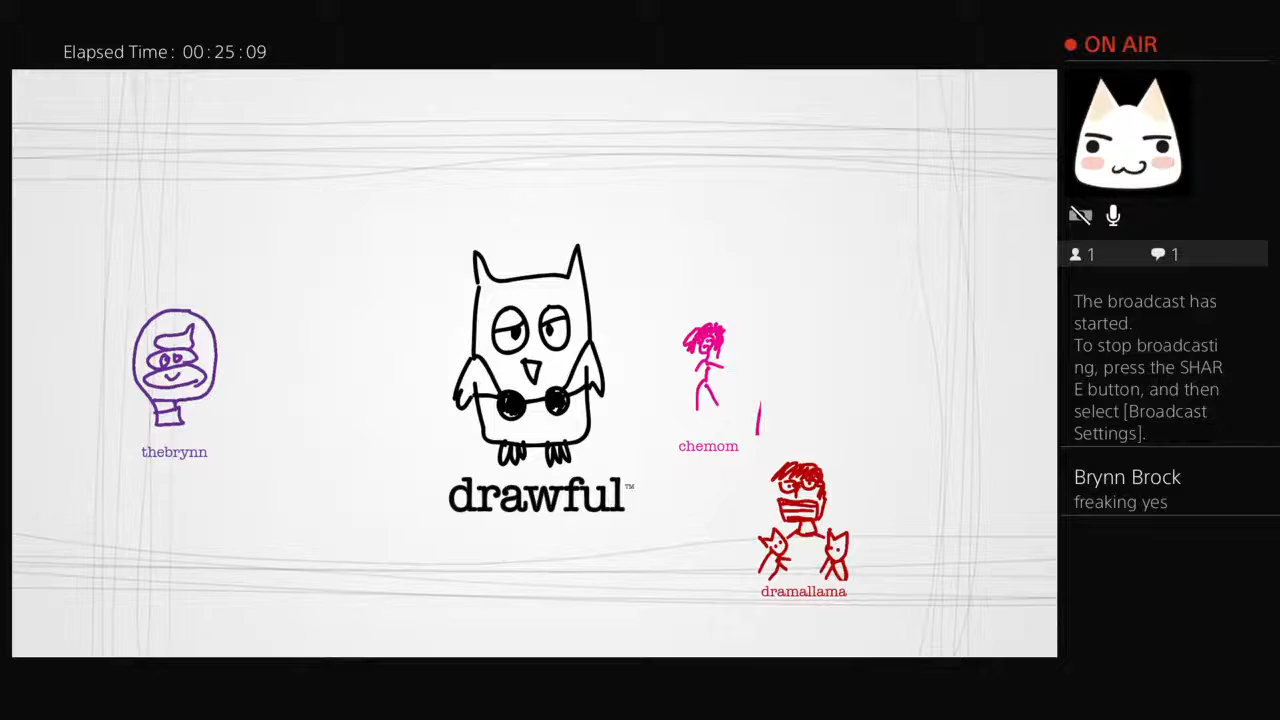 Elapsed Time: 00:25:09
ON AIR
1 1
The broadcast has
started.
To stop broadcasti
ng, press the SHAR
E button, and then
select [Broadcast
Settings].
Brynn Brock
freaking yes
thebrynn
chemom
drawful™
dramallama